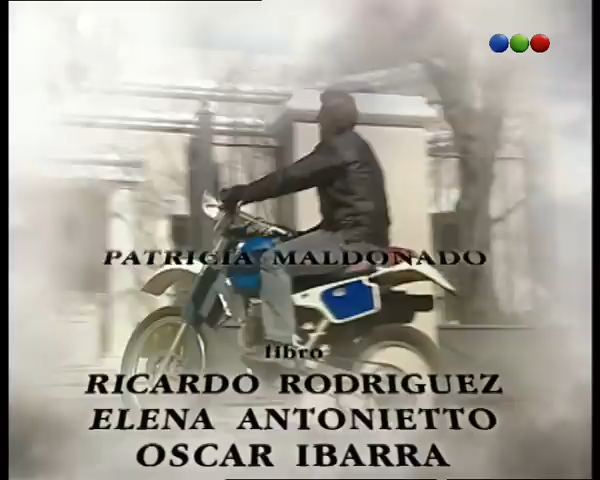 PATRICIA MALDONADO
libro
RICARDO RODRIGUEZ
ELENA ANTONIETTO
OSCAR IBARRA